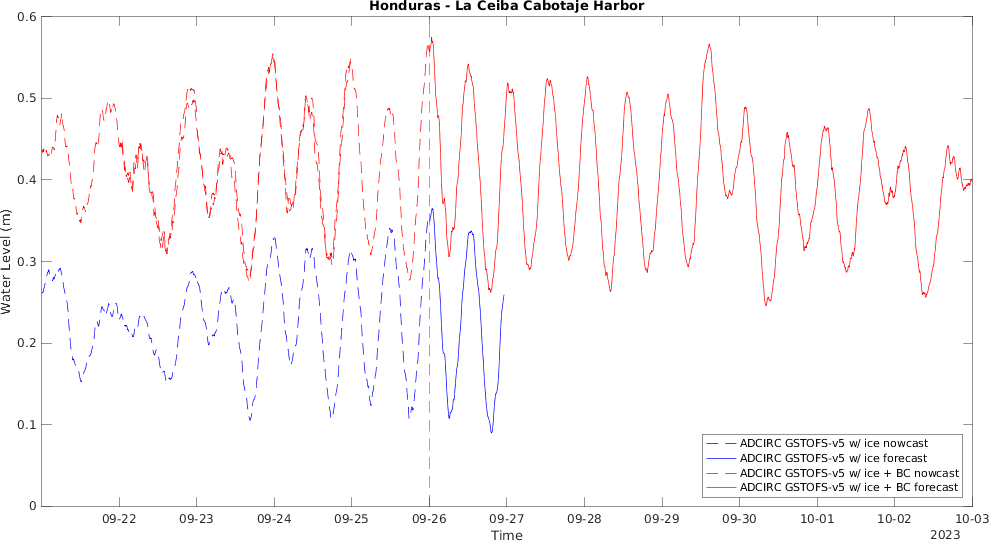 Honduras - La Ceiba Cabotaje Harbor
0.6
0.5
0.4
0.3
0.2
0.1
0
Water Level (m)
ADCIRC GSTOFS-v5 w/ ice nowcast
ADCIRC GSTOFS-v5 w/ ice forecast
ADCIRC GSTOFS-v5 w/ ice + BC nowcast
ADCIRC GSTOFS-v5 w/ ice + BC forecast
09-22 09-23 09-24 09-25 09-26 09-27 09-28 09-29 09-30 10-01 10-02 10-03
Time
2023